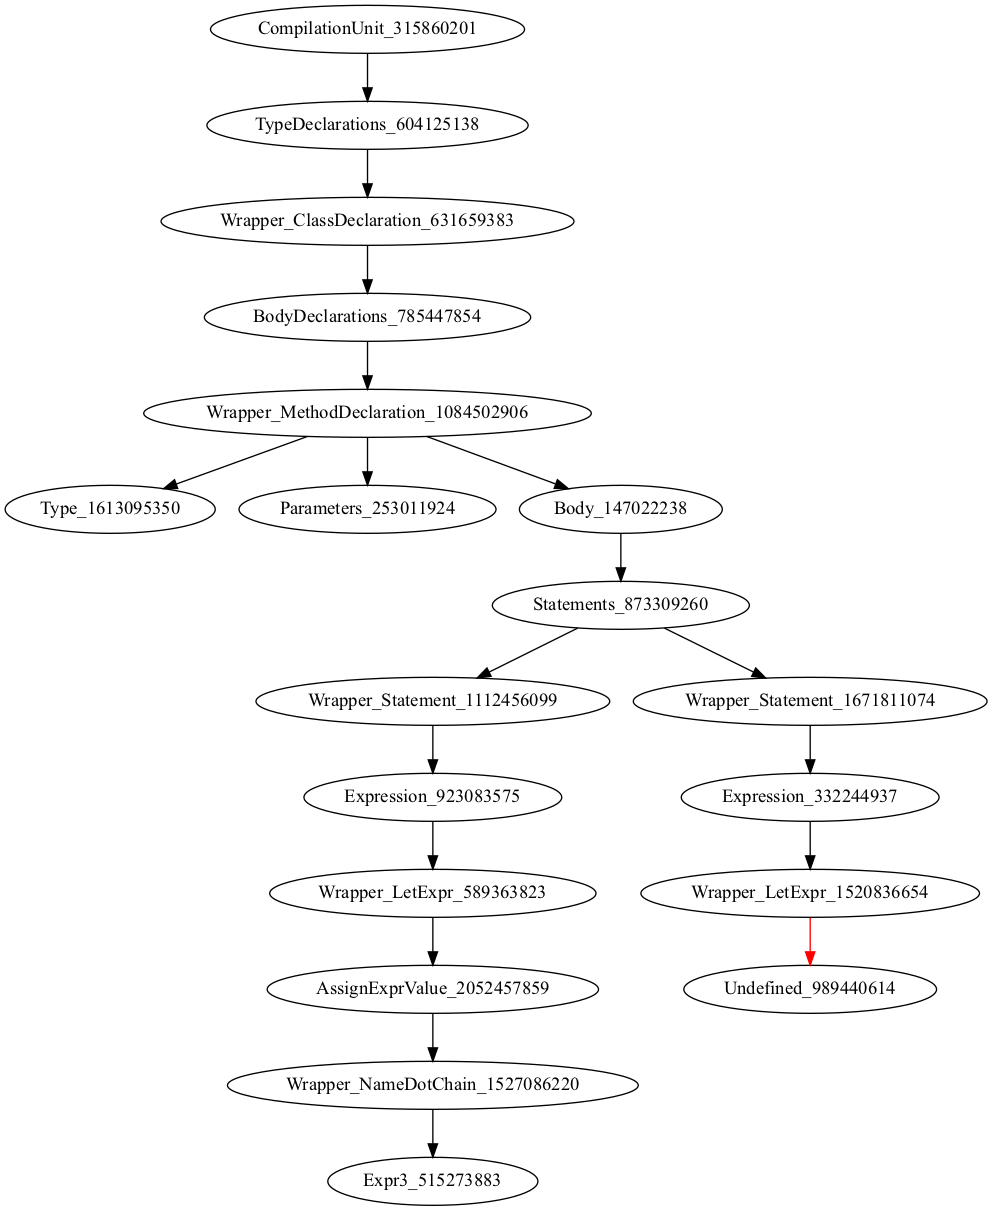 CompilationUnit_315860201
TypeDeclarations_604125138
Wrapper_ClassDeclaration_631659383
BodyDeclarations_785447854
Wrapper_MethodDeclaration_1084502906
Type_1613095350
Parameters_253011924
Body_147022238
Statements_873309260
Wrapper_Statement_1112456099
Wrapper_Statement_1671811074
Expression_923083575
Expression_332244937
Wrapper_LetExpr_589363823
Wrapper_LetExpr_1520836654
AssignExprValue_2052457859
Undefined_989440614
Wrapper_NameDotChain_1527086220
Expr3_515273883